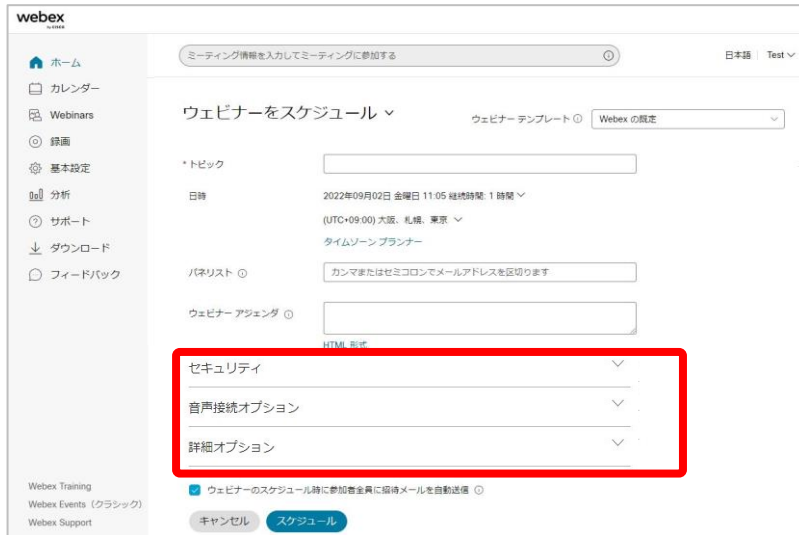 webex
by CISCO
ミーティング情報を入力してミーティングに参加する
日本語 Test
ホーム
カレンダー
Webinars
録画
基本設定
分析
サポート
ダウンロード
フィードバック
ウェビナーをスケジュール
ウェビナー テンプレート Webex の既定
* トピック
日時 2022年09月02日 金曜日 11:05 継続時間: 1 時間
(UTC+09:00) 大阪、札幌、東京
タイムゾーン プランナー
パネリスト カンマまたはセミコロンでメールアドレスを区切ります
ウェビナー アジェンダ
HTML 形式
セキュリティ
音声接続オプション
詳細オプション
ウェビナーのスケジュール時に参加者全員に招待メールを自動送信
キャンセル スケジュール
Webex Training
Webex Events（クラシック）
Webex Support